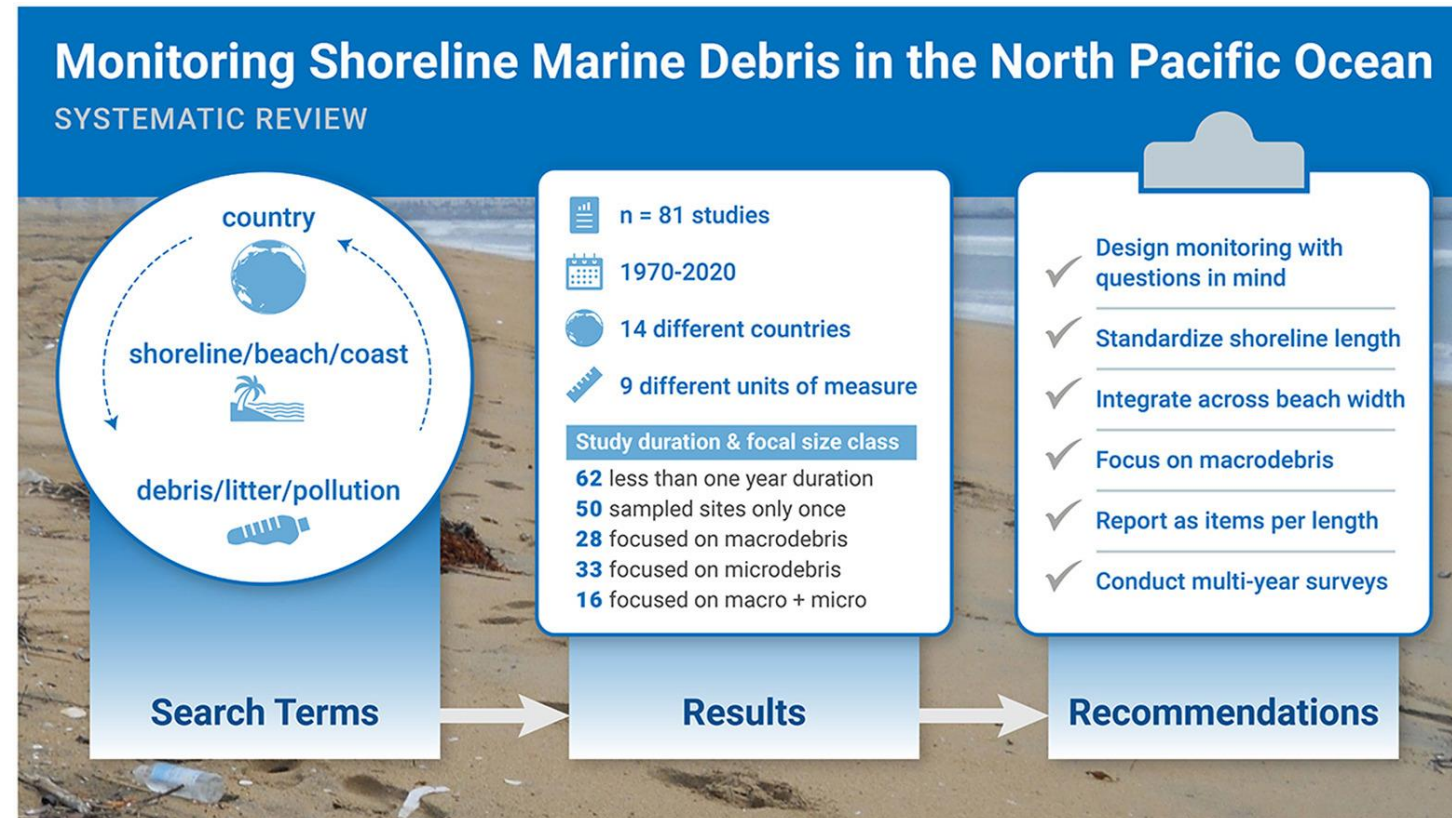 Monitoring Shoreline Marine Debris in the North Pacific Ocean
SYSTEMATIC REVIEW
country
shoreline/beach/coast
debris/litter/pollution
Search Terms
n = 81 studies
1970-2020
14 different countries
9 different units of measure
Study duration & focal size class
62 less than one year duration
50 sampled sites only once
28 focused on macrodebris
33 focused on microdebris
16 focused on macro + micro
Results
Design monitoring with
questions in mind
Standardize shoreline length
Integrate across beach width
Focus on macrodebris
Report as items per length
Conduct multi-year surveys
Recommendations